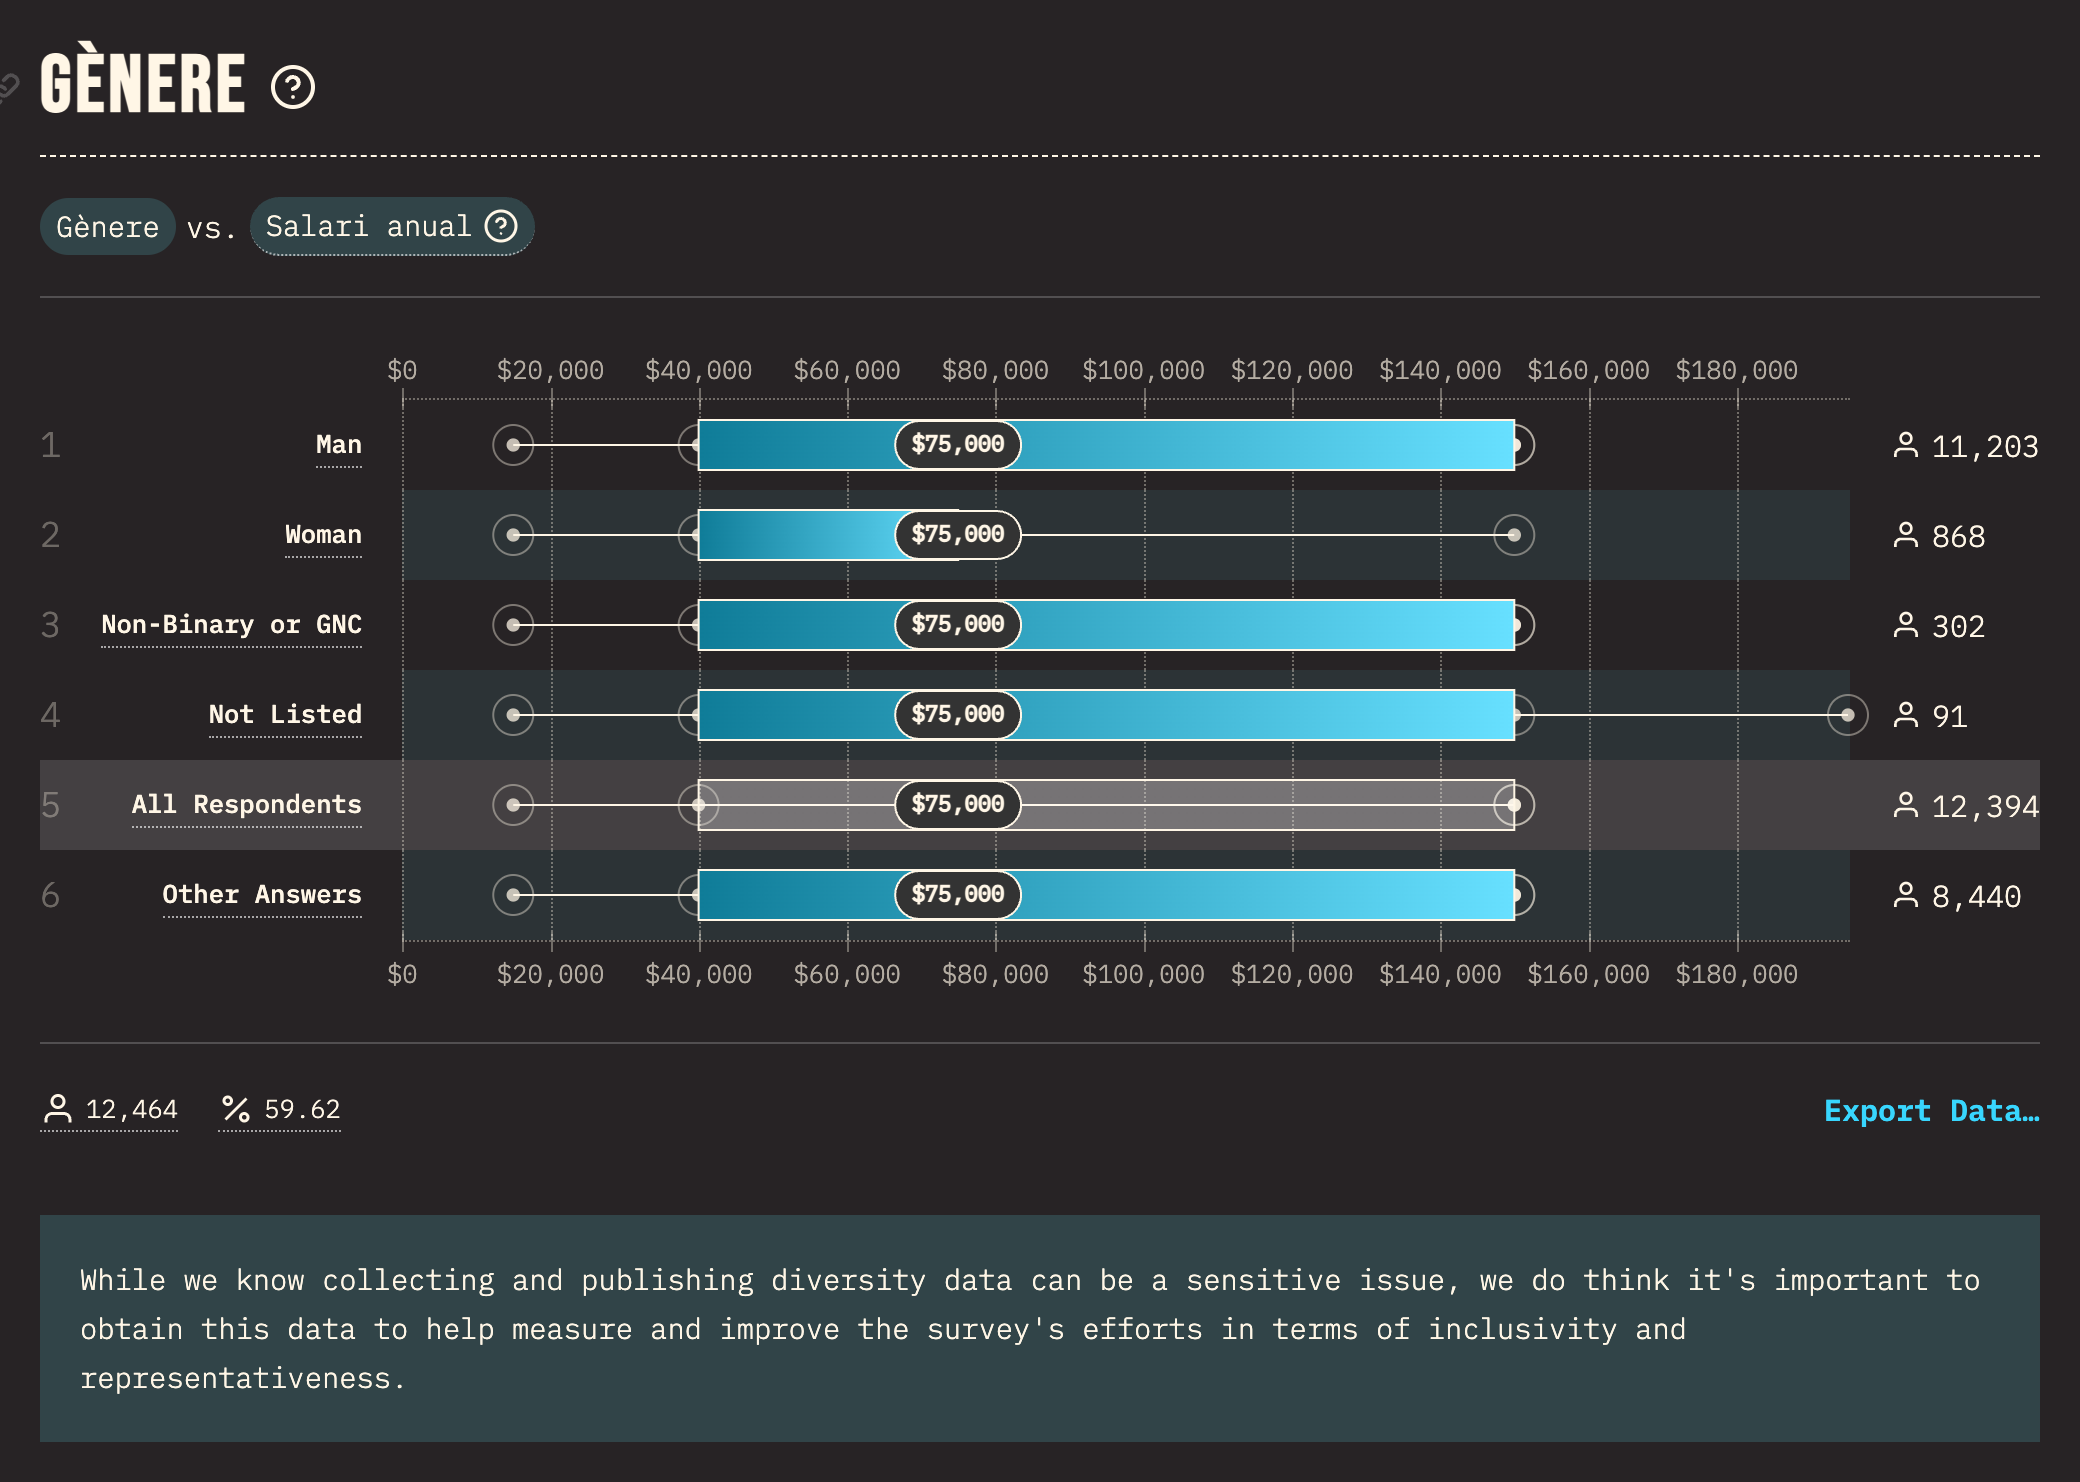 GÈNERE
Gènere vs. Salari anual
$0 $20,000 $40,000 $60,000 $80,000 $100,000 $120,000 $140,000 $160,000 $180,000
1 Man $75,000 11,203
2 Woman $75,000 868
3 Non-Binary or GNC $75,000 302
4 Not Listed $75,000 91
5 All Respondents $75,000 12,394
6 Other Answers $75,000 8,440
$0 $20,000 $40,000 $60,000 $80,000 $100,000 $120,000 $140,000 $160,000 $180,000
12,464 % 59.62 Export Data…
While we know collecting and publishing diversity data can be a sensitive issue, we do think it's important to
obtain this data to help measure and improve the survey's efforts in terms of inclusivity and
representativeness.